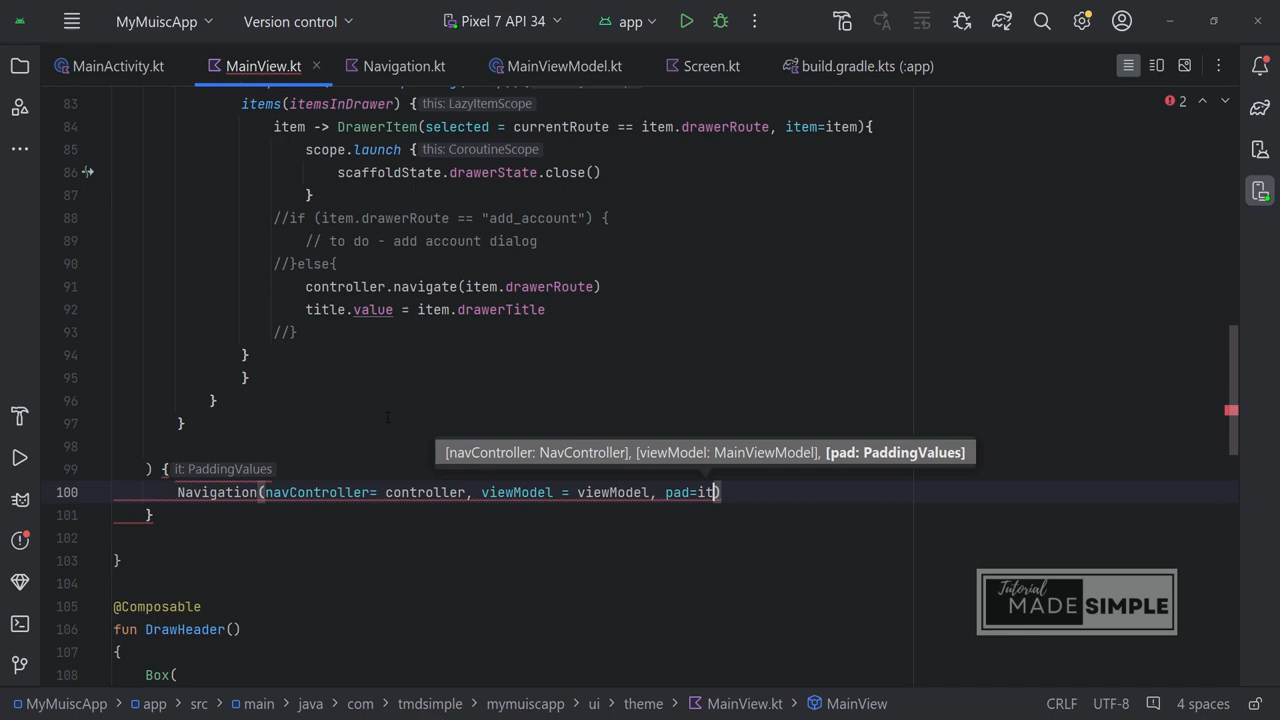 MyMuiscApp
Version control
Pixel 7 API 34
app
MainActivity.kt
MainView.kt
Navigation.kt
MainViewModel.kt
Screen.kt
build.gradle.kts (:app)
83 items(itemsInDrawer) { this: LazyItemScope
2
84 item -> DrawerItem(selected = currentRoute == item.drawerRoute, item=item){
85 scope.launch { this: CoroutineScope
86 scaffoldState.drawerState.close()
87 }
88 //if (item.drawerRoute == "add_account") {
89 // to do - add account dialog
90 //}else{
91 controller.navigate(item.drawerRoute)
92 title.value = item.drawerTitle
93 //}
94 }
95 }
96 }
97 }
98
[navController: NavController], [viewModel: MainViewModel], [pad: PaddingValues]
99 ) { it: PaddingValues
100 Navigation(navController= controller, viewModel = viewModel, pad=it)
101 }
102
103 }
104
105 @Composable
106 fun DrawHeader()
107 {
108 Box(
Tutorial
MADE SIMPLE
MyMuiscApp > app > src > main > java > com > tmdsimple > mymuiscapp > ui > theme > MainView.kt > MainView
CRLF UTF-8 4 spaces